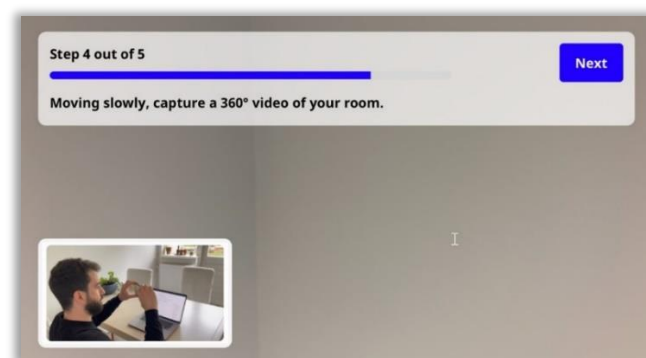 Step 4 out of 5
Next
Moving slowly, capture a 360° video of your room.